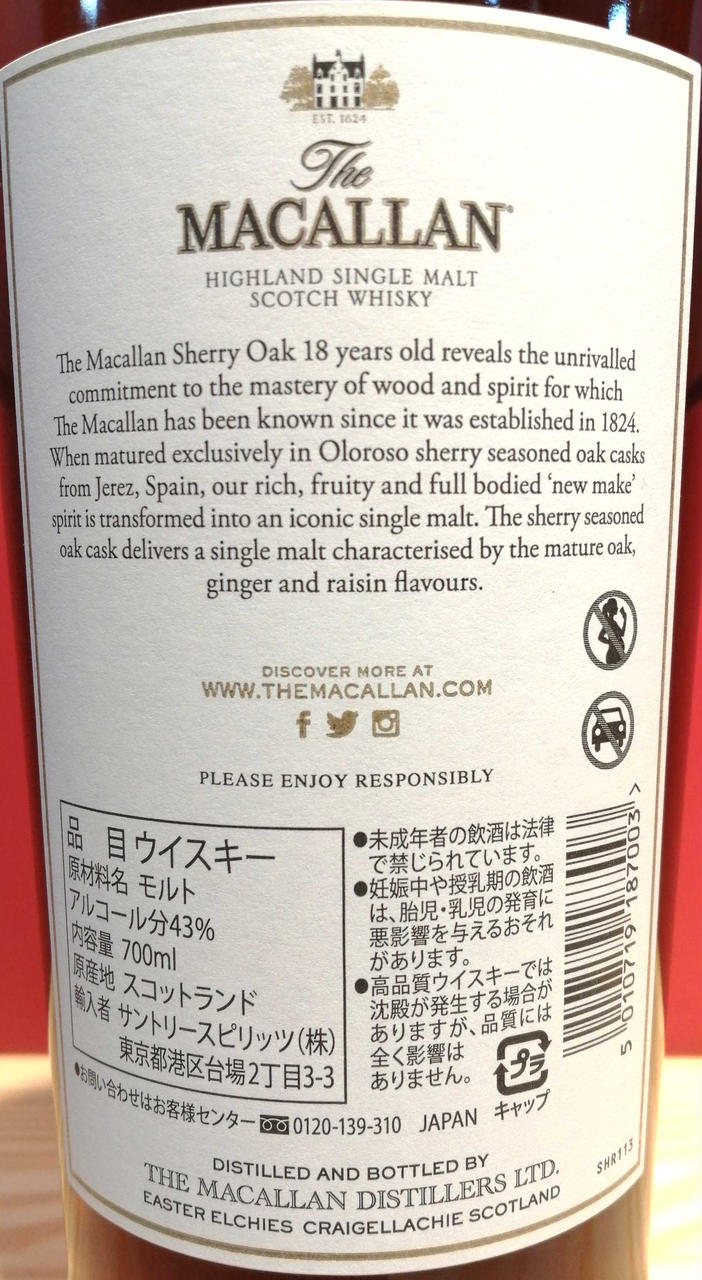 EST. 1824
The
MACALLAN
HIGHLAND SINGLE MALT
SCOTCH WHISKY
The Macallan Sherry Oak 18 years old reveals the unrivalled
commitment to the mastery of wood and spirit for which
The Macallan has been known since it was established in 1824.
When matured exclusively in Oloroso sherry seasoned oak casks
from Jerez, Spain, our rich, fruity and full bodied ‘new make’
spirit is transformed into an iconic single malt. The sherry seasoned
oak cask delivers a single malt characterised by the mature oak,
ginger and raisin flavours.
DISCOVER MORE AT
WWW.THEMACALLAN.COM
PLEASE ENJOY RESPONSIBLY
品 目 ウイスキー
原材料名 モルト
アルコール分43%
内容量 700ml
原産地 スコットランド
輸入者 サントリースピリッツ(株)
東京都港区台場2丁目3-3
●未成年者の飲酒は法律
で禁じられています。
●妊娠中や授乳期の飲酒
は、胎児・乳児の発育に
悪影響を与えるおそれ
があります。
●高品質ウイスキーでは
沈殿が発生する場合が
ありますが、品質には
全く影響は
ありません。
プラ
キャップ
5 010719 187003 >
●お問い合わせはお客様センター 0120-139-310 JAPAN
DISTILLED AND BOTTLED BY
THE MACALLAN DISTILLERS LTD.
EASTER ELCHIES CRAIGELLACHIE SCOTLAND
SHR113